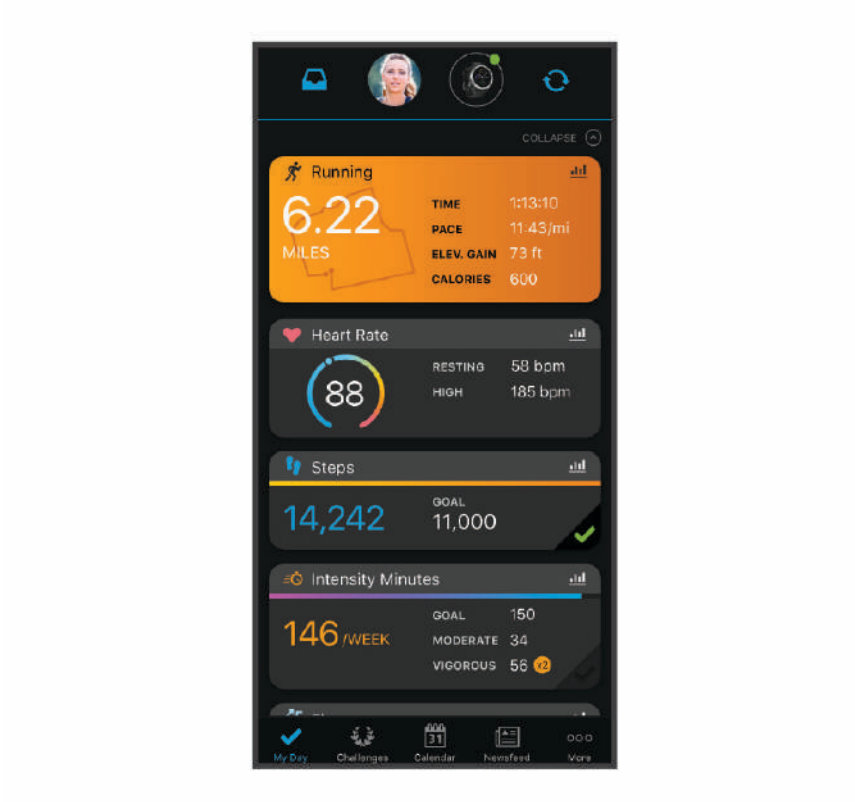 COLLAPSE
Running
6.22
MILES
TIME 1:13:10
PACE 11:43/mi
ELEV. GAIN 73 ft
CALORIES 600
Heart Rate
88
RESTING 58 bpm
HIGH 185 bpm
Steps
14,242
GOAL
11,000
Intensity Minutes
146 /WEEK
GOAL 150
MODERATE 34
VIGOROUS 56 x2
31
My Day Challenges Calendar Newsfeed More